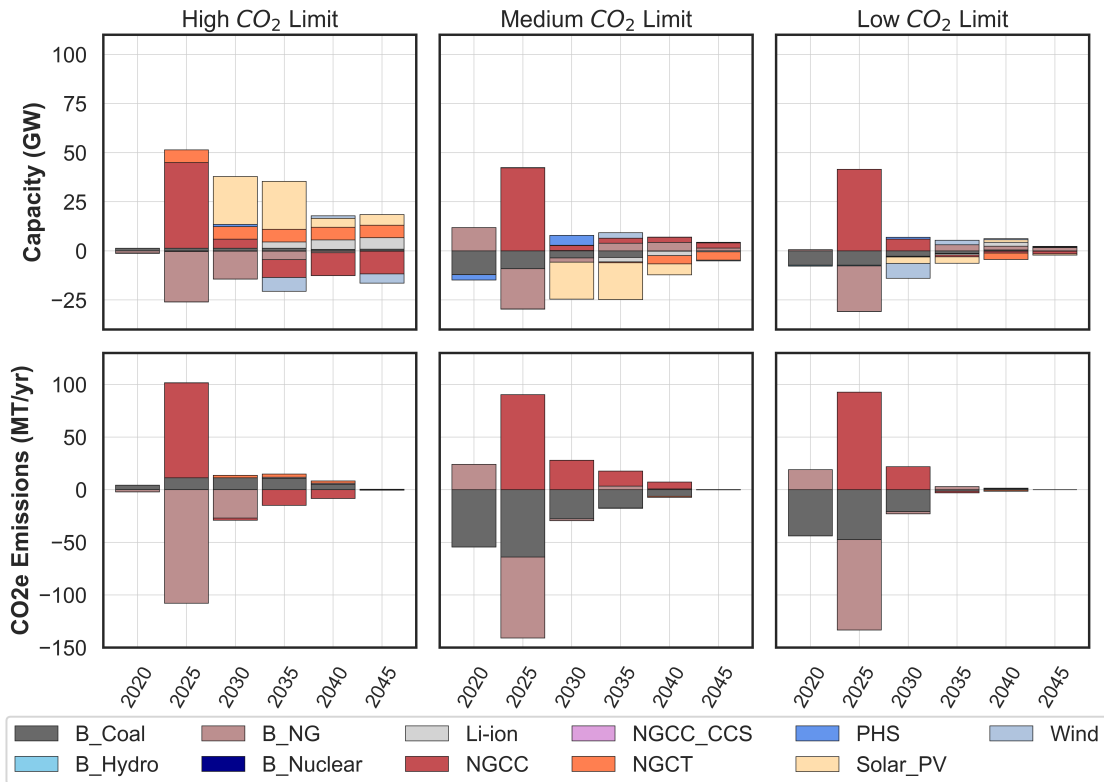 High CO2 Limit
Medium CO2 Limit
Low CO2 Limit
Capacity (GW)
100
75
50
25
0
−25
CO2e Emissions (MT/yr)
100
50
0
−50
−100
−150
2020 2025 2030 2035 2040 2045
2020 2025 2030 2035 2040 2045
2020 2025 2030 2035 2040 2045
B_Coal B_NG Li-ion NGCC_CCS PHS Wind
B_Hydro B_Nuclear NGCC NGCT Solar_PV